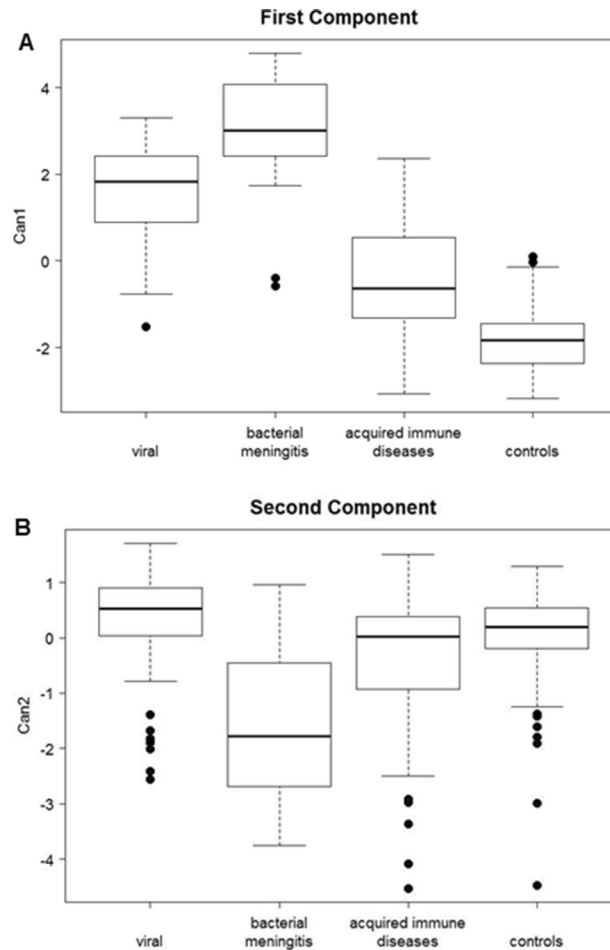 First Component
A
4
2
0
-2
Can1
viral
bacterial
meningitis
acquired immune
diseases
controls
Second Component
B
1
0
-1
-2
-3
-4
Can2
viral
bacterial
meningitis
acquired immune
diseases
controls